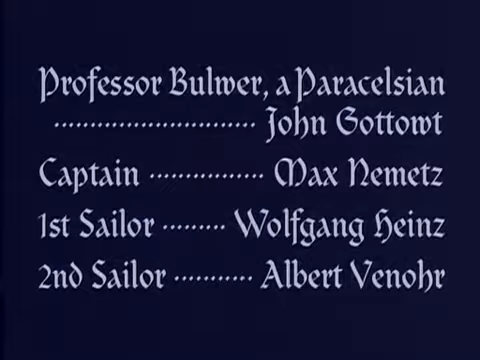 Professor Bulwer, a Paracelsian
........................... John Gottowt
Captain ................ Max Nemetz
1st Sailor ......... Wolfgang Heinz
2nd Sailor ........... Albert Venohr